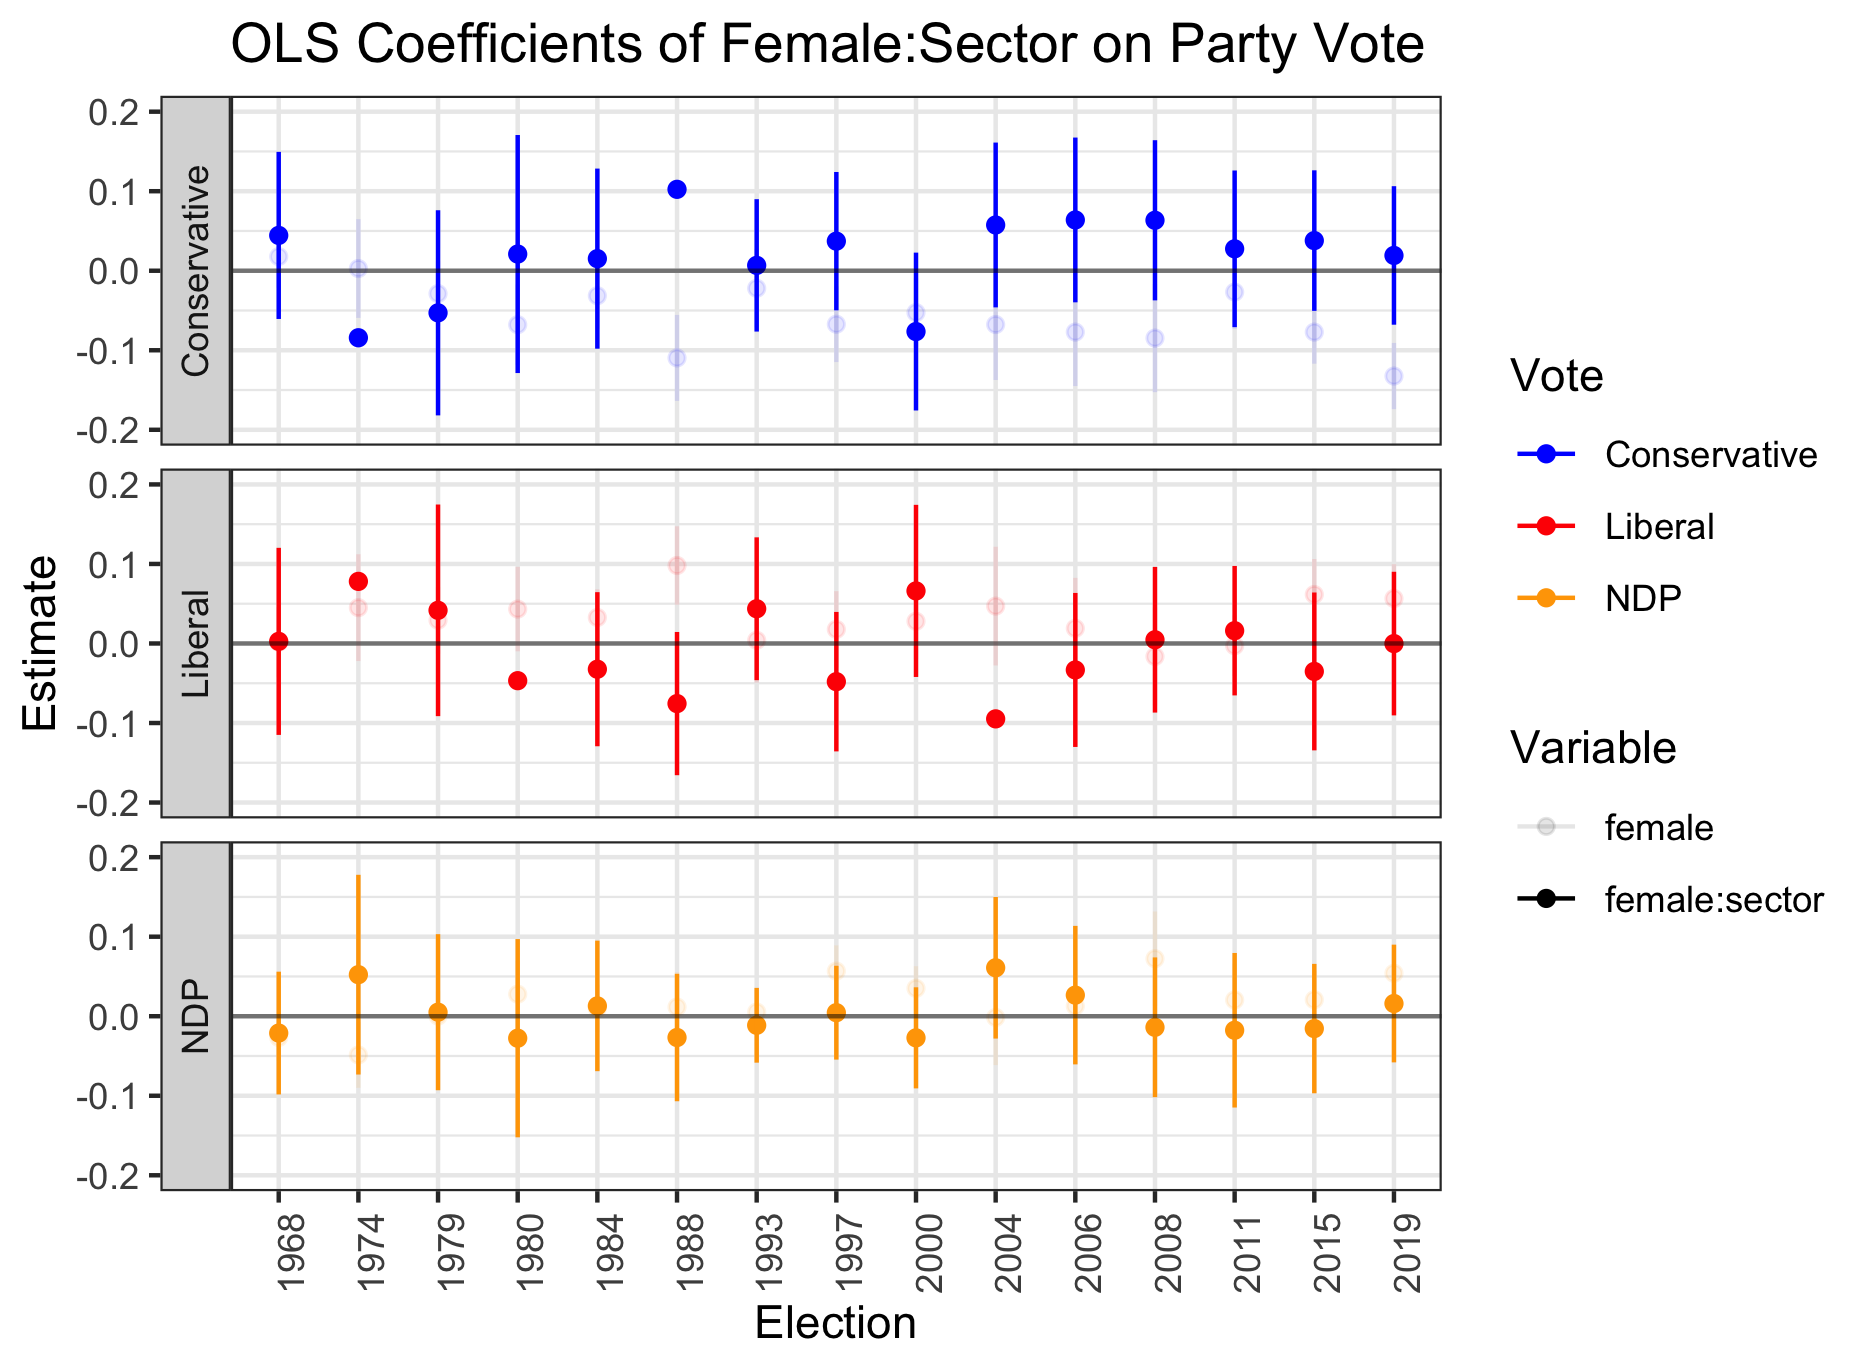 OLS Coefficients of Female:Sector on Party Vote
Estimate
Conservative
0.2
0.1
0.0
-0.1
-0.2
Liberal
0.2
0.1
0.0
-0.1
-0.2
NDP
0.2
0.1
0.0
-0.1
-0.2
1968
1974
1979
1980
1984
1988
1993
1997
2000
2004
2006
2008
2011
2015
2019
Election
Vote
Conservative
Liberal
NDP
Variable
female
female:sector